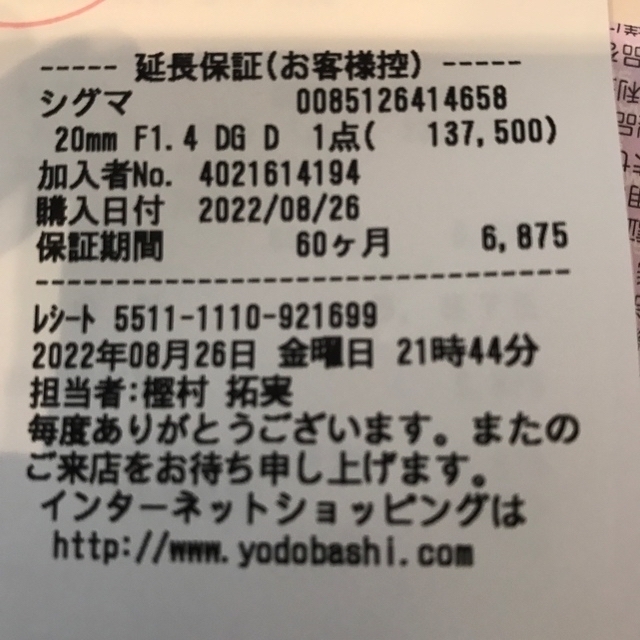 ----- 延長保証(お客様控) -----
シグマ 0085126414658
20mm F1.4 DG D 1点( 137,500)
加入者No. 4021614194
購入日付 2022/08/26
保証期間 60ヶ月 6,875
---------------------------------
ﾚｼｰﾄ 5511-1110-921699
2022年08月26日 金曜日 21時44分
担当者:樫村 拓実
毎度ありがとうございます。またの
ご来店をお待ち申し上げます。
インターネットショッピングは
http://www.yodobashi.com